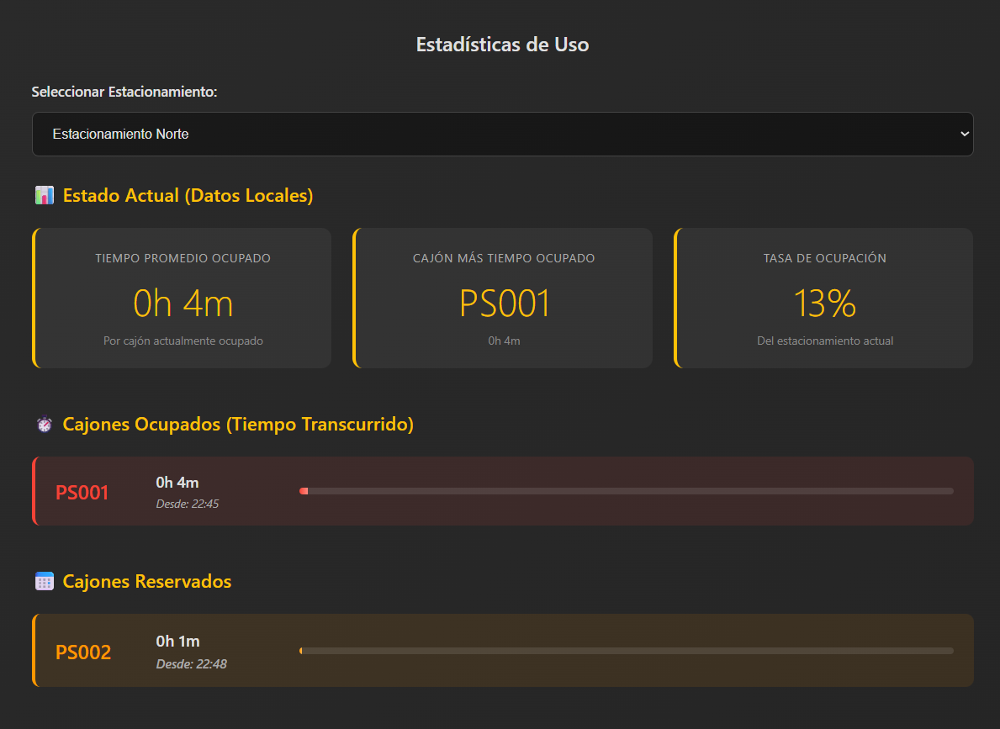 Estadísticas de Uso
Seleccionar Estacionamiento:
Estacionamiento Norte
Estado Actual (Datos Locales)
TIEMPO PROMEDIO OCUPADO
0h 4m
Por cajón actualmente ocupado
CAJÓN MÁS TIEMPO OCUPADO
PS001
0h 4m
TASA DE OCUPACIÓN
13%
Del estacionamiento actual
Cajones Ocupados (Tiempo Transcurrido)
PS001
0h 4m
Desde: 22:45
Cajones Reservados
PS002
0h 1m
Desde: 22:48